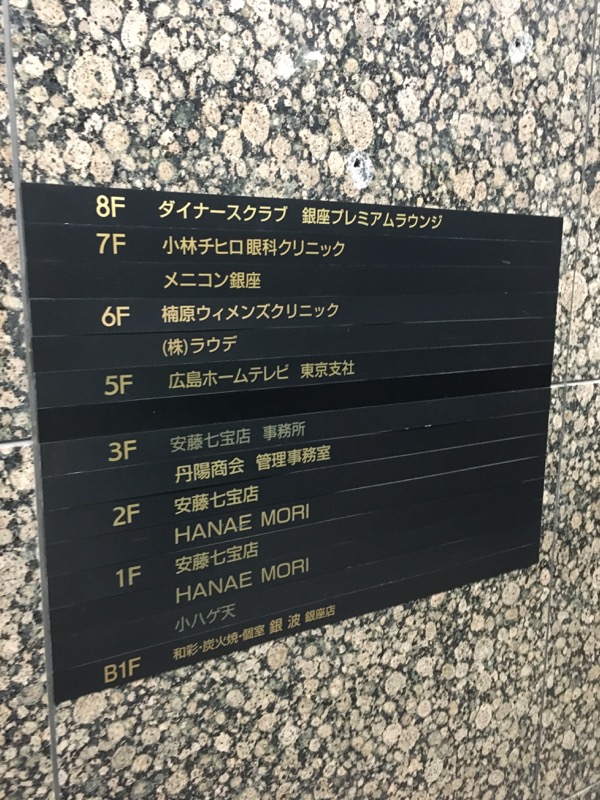 8F ダイナースクラブ 銀座プレミアムラウンジ
7F 小林チヒロ眼科クリニック
メニコン銀座
6F 楠原ウィメンズクリニック
(株)ラウデ
5F 広島ホームテレビ 東京支社
3F 安藤七宝店 事務所
丹陽商会 管理事務室
2F 安藤七宝店
HANAE MORI
1F 安藤七宝店
HANAE MORI
小ハゲ天
B1F 和彩・炭火焼・個室 銀波 銀座店